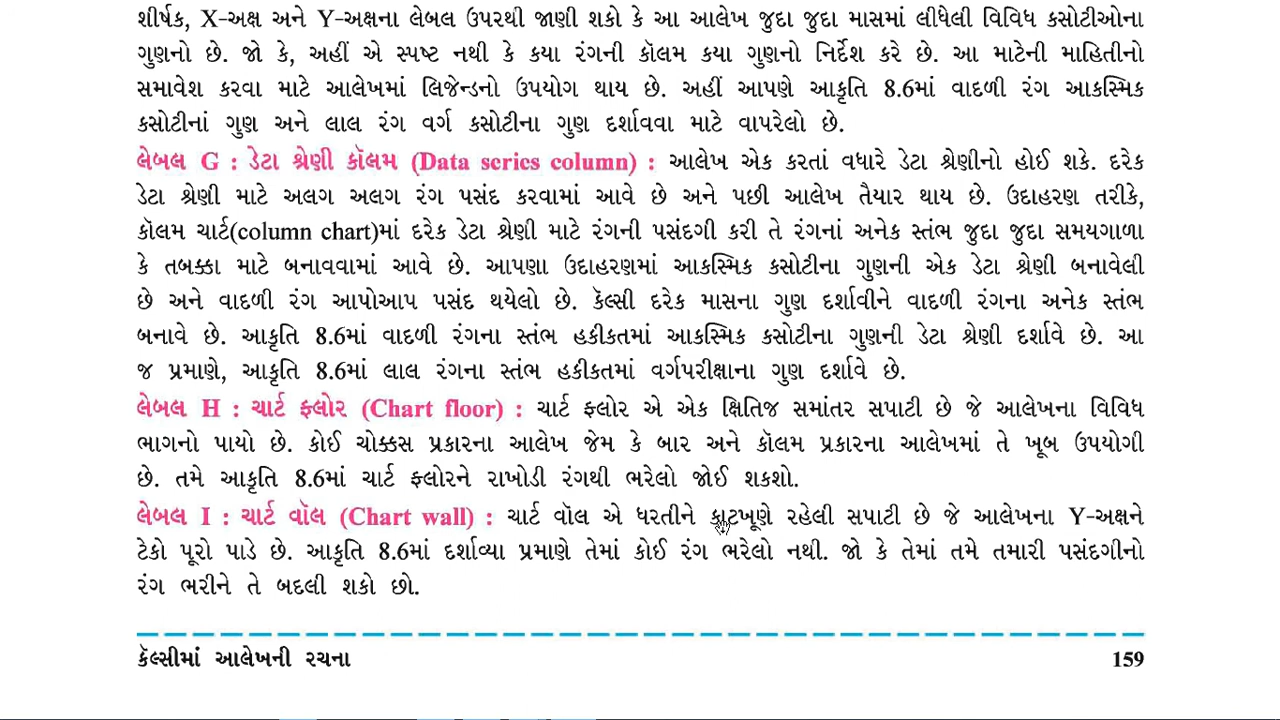 શીર્ષક, X-અક્ષ અને Y-અક્ષના લેબલ ઉપરથી જાણી શકો કે આ આલેખ જુદા જુદા માસમાં લીધેલી વિવિધ કસોટીઓના
ગુણનો છે. જો કે, અહીં એ સ્પષ્ટ નથી કે કયા રંગની કૉલમ કયા ગુણનો નિર્દેશ કરે છે. આ માટેની માહિતીનો
સમાવેશ કરવા માટે આલેખમાં લિજેન્ડનો ઉપયોગ થાય છે. અહીં આપણે આકૃતિ 8.6માં વાદળી રંગ આકસ્મિક
કસોટીનાં ગુણ અને લાલ રંગ વર્ગ કસોટીના ગુણ દર્શાવવા માટે વાપરેલો છે.
લેબલ G : ડેટા શ્રેણી કૉલમ (Data series column) : આલેખ એક કરતાં વધારે ડેટા શ્રેણીનો હોઈ શકે. દરેક
ડેટા શ્રેણી માટે અલગ અલગ રંગ પસંદ કરવામાં આવે છે અને પછી આલેખ તૈયાર થાય છે. ઉદાહરણ તરીકે,
કૉલમ ચાર્ટ(column chart)માં દરેક ડેટા શ્રેણી માટે રંગની પસંદગી કરી તે રંગનાં અનેક સ્તંભ જુદા જુદા સમયગાળા
કે તબક્કા માટે બનાવવામાં આવે છે. આપણા ઉદાહરણમાં આકસ્મિક કસોટીના ગુણની એક ડેટા શ્રેણી બનાવેલી
છે અને વાદળી રંગ આપોઆપ પસંદ થયેલો છે. કૅલ્સી દરેક માસના ગુણ દર્શાવીને વાદળી રંગના અનેક સ્તંભ
બનાવે છે. આકૃતિ 8.6માં વાદળી રંગના સ્તંભ હકીકતમાં આકસ્મિક કસોટીના ગુણની ડેટા શ્રેણી દર્શાવે છે. આ
જ પ્રમાણે, આકૃતિ 8.6માં લાલ રંગના સ્તંભ હકીકતમાં વર્ગપરીક્ષાના ગુણ દર્શાવે છે.
લેબલ H : ચાર્ટ ફ્લોર (Chart floor) : ચાર્ટ ફ્લોર એ એક ક્ષિતિજ સમાંતર સપાટી છે જે આલેખના વિવિધ
ભાગનો પાયો છે. કોઈ ચોક્કસ પ્રકારના આલેખ જેમ કે બાર અને કૉલમ પ્રકારના આલેખમાં તે ખૂબ ઉપયોગી
છે. તમે આકૃતિ 8.6માં ચાર્ટ ફ્લોરને રાખોડી રંગથી ભરેલો જોઈ શકશો.
લેબલ I : ચાર્ટ વૉલ (Chart wall) : ચાર્ટ વૉલ એ ધરતીને કાટખૂણે રહેલી સપાટી છે જે આલેખના Y-અક્ષને
ટેકો પૂરો પાડે છે. આકૃતિ 8.6માં દર્શાવ્યા પ્રમાણે તેમાં કોઈ રંગ ભરેલો નથી. જો કે તેમાં તમે તમારી પસંદગીનો
રંગ ભરીને તે બદલી શકો છો.
કૅલ્સીમાં આલેખની રચના 159